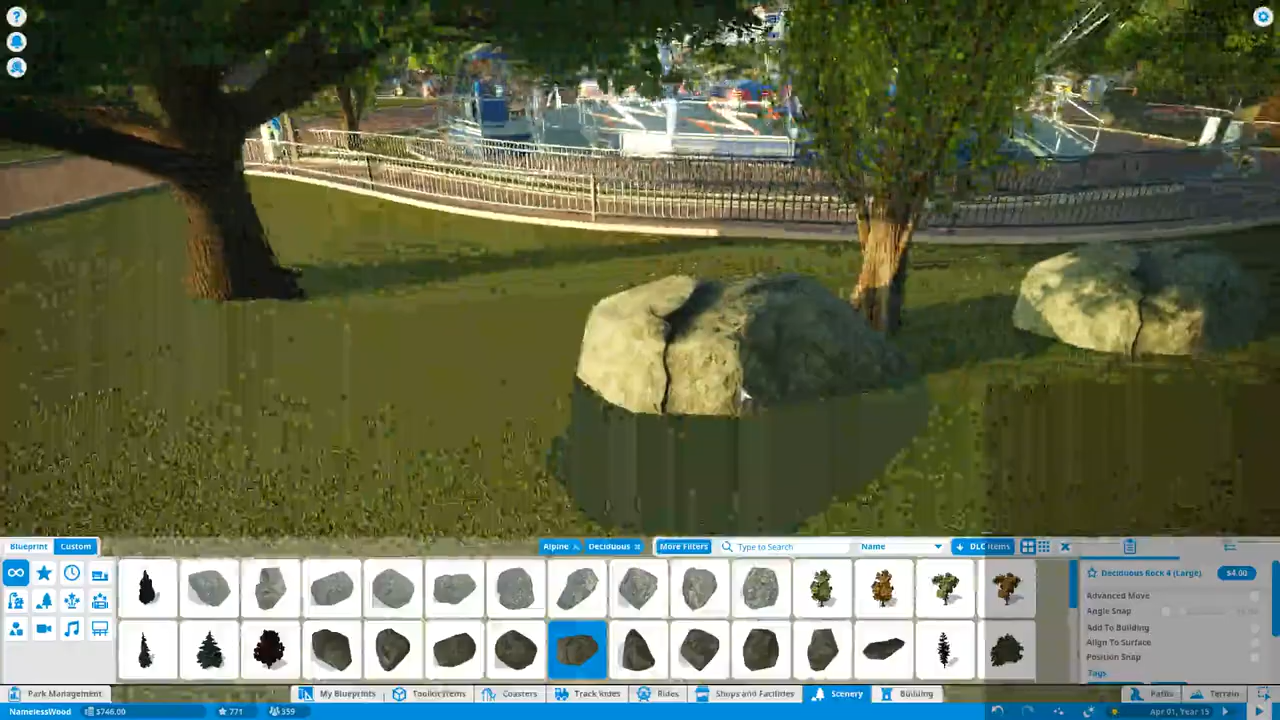 Blueprint Custom Alpine Deciduous More Filters Type to Search Name DLC Items
Deciduous Rock 4 (Large) $4.00
Advanced Move
Angle Snap
Add To Building
Align To Surface
Position Snap
Tags
Park Management My Blueprints Toolkit Items Coasters Track Rides Rides Shops and Facilities Scenery Building Paths Terrain
NamelessWood $746.00 771 359 Apr 01, Year 15